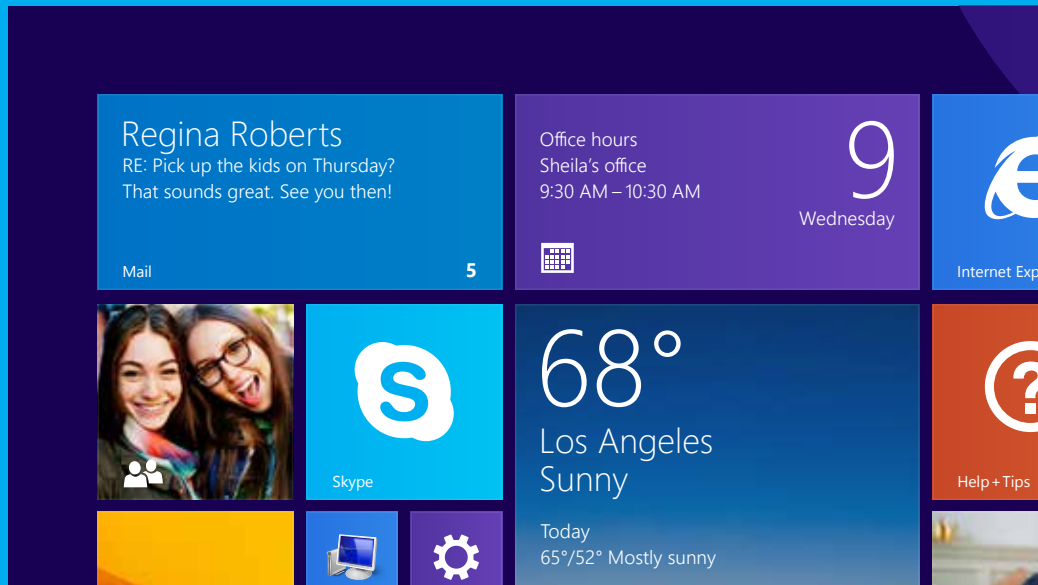 Regina Roberts
RE: Pick up the kids on Thursday?
That sounds great. See you then!
Mail
5
Office hours
Sheila's office
9:30 AM – 10:30 AM
9
Wednesday
Internet Exp
Skype
68°
Los Angeles
Sunny
Today
65°/52° Mostly sunny
Help+Tips